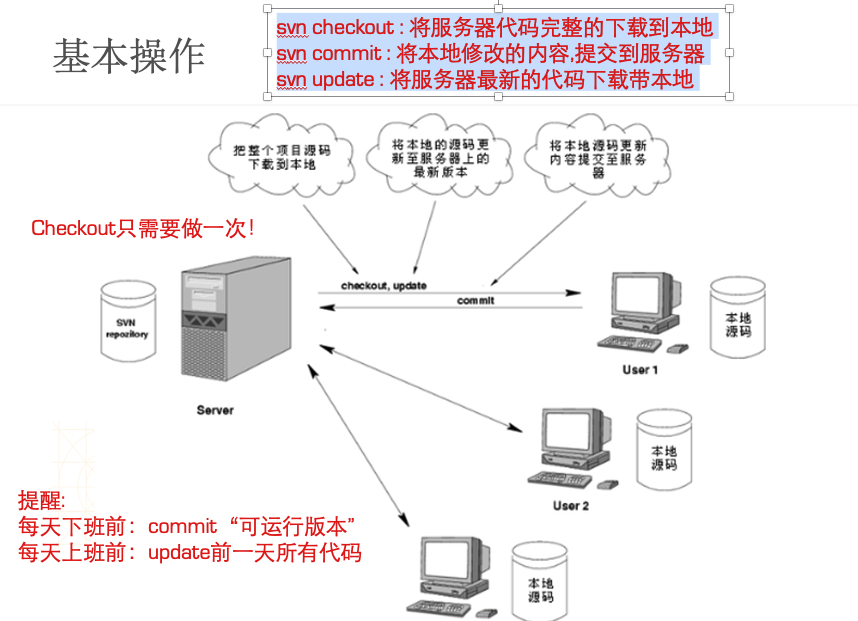 基本操作
svn checkout : 将服务器代码完整的下载到本地
svn commit : 将本地修改的内容,提交到服务器
svn update : 将服务器最新的代码下载带本地
把整个项目源码
下载到本地
将本地的源码更
新至服务器上的
最新版本
将本地源码更新
内容提交至服务
器
Checkout只需要做一次！
checkout, update
commit
SVN
repozitory
Server
本地
源码
User 1
本地
源码
User 2
提醒:
每天下班前：commit“可运行版本”
每天上班前：update前一天所有代码
本地
源码